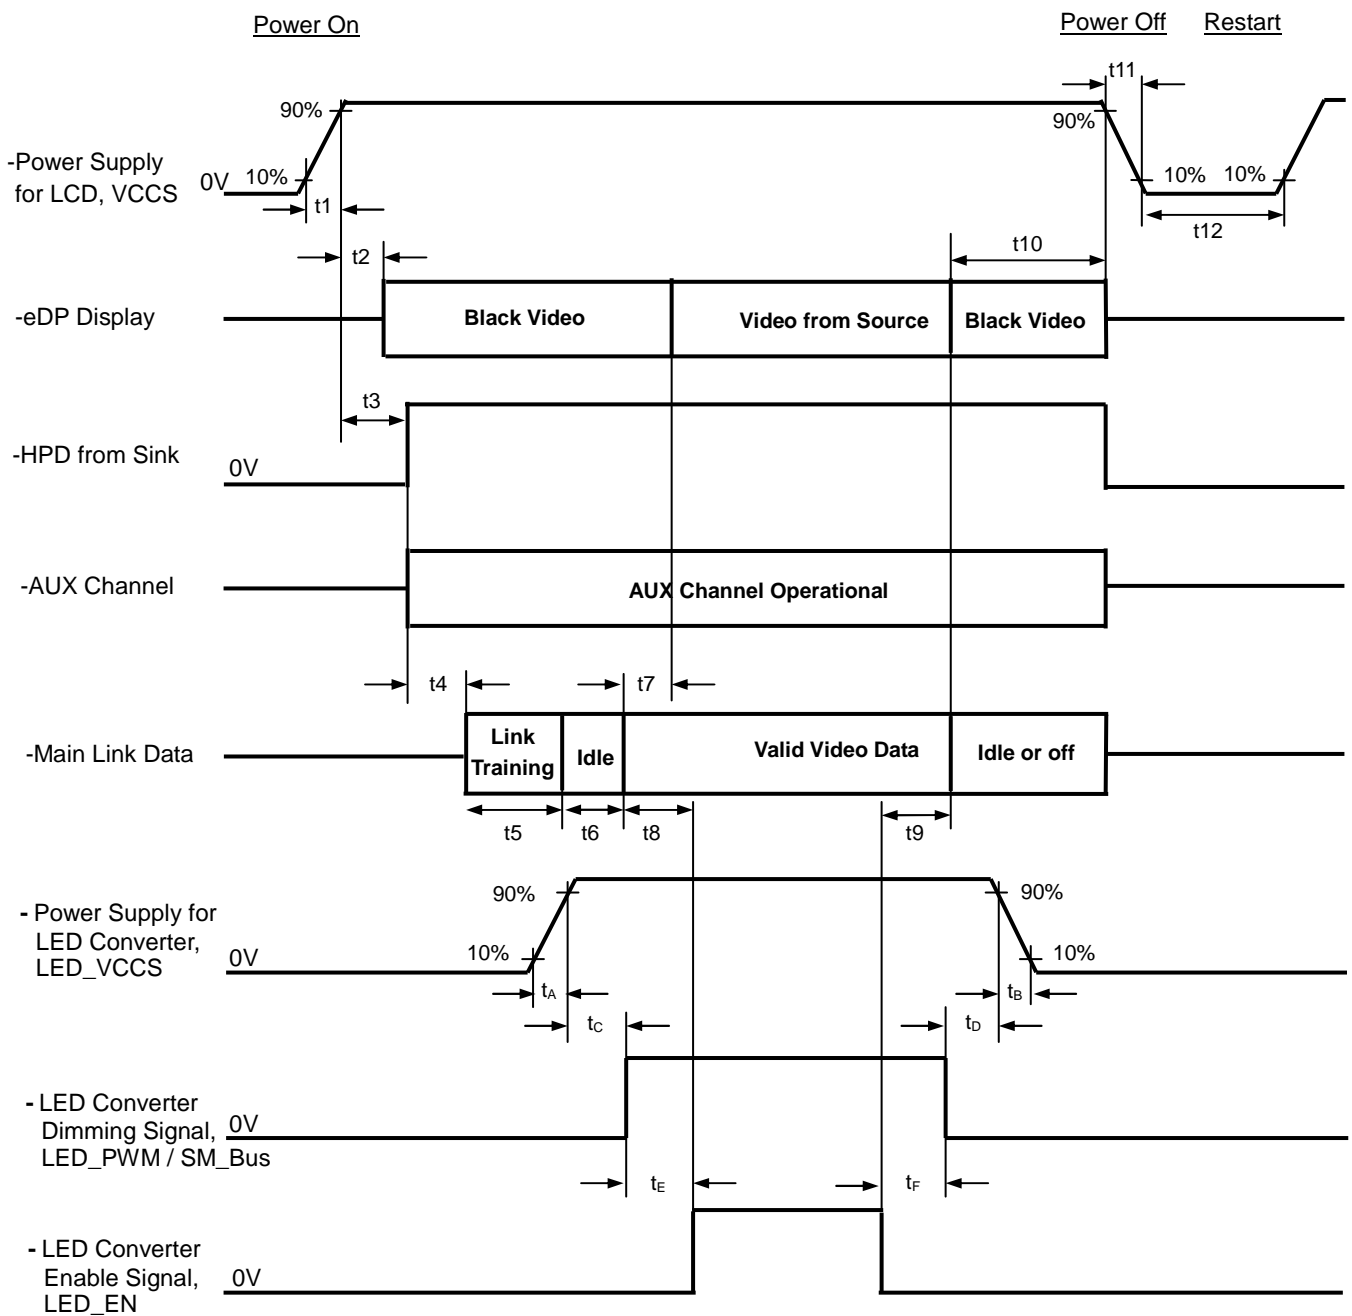 Power On
Power Off
Restart
t11
90%
90%
-Power Supply
for LCD, VCCS
0V
10%
10%
10%
t1
t12
t2
t10
-eDP Display
Black Video
Video from Source
Black Video
t3
-HPD from Sink
0V
-AUX Channel
AUX Channel Operational
t4
t7
-Main Link Data
Link
Training
Idle
Valid Video Data
Idle or off
t5
t6
t8
t9
90%
90%
- Power Supply for
LED Converter,
LED_VCCS
0V
10%
10%
tA
tB
tC
tD
- LED Converter
Dimming Signal,
LED_PWM / SM_Bus
0V
tE
tF
- LED Converter
Enable Signal,
LED_EN
0V